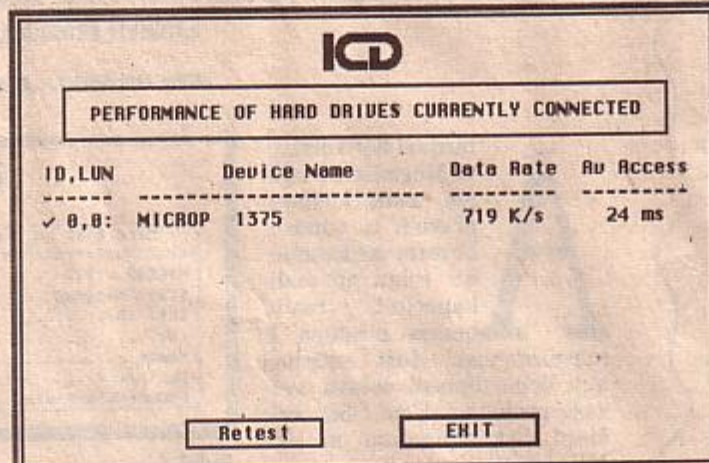 ICD
PERFORMANCE OF HARD DRIVES CURRENTLY CONNECTED
ID,LUN Device Name Data Rate Av Access
------ -------------------------- --------- ---------
✓ 0,0: MICROP 1375 719 K/s 24 ms
Retest EXIT